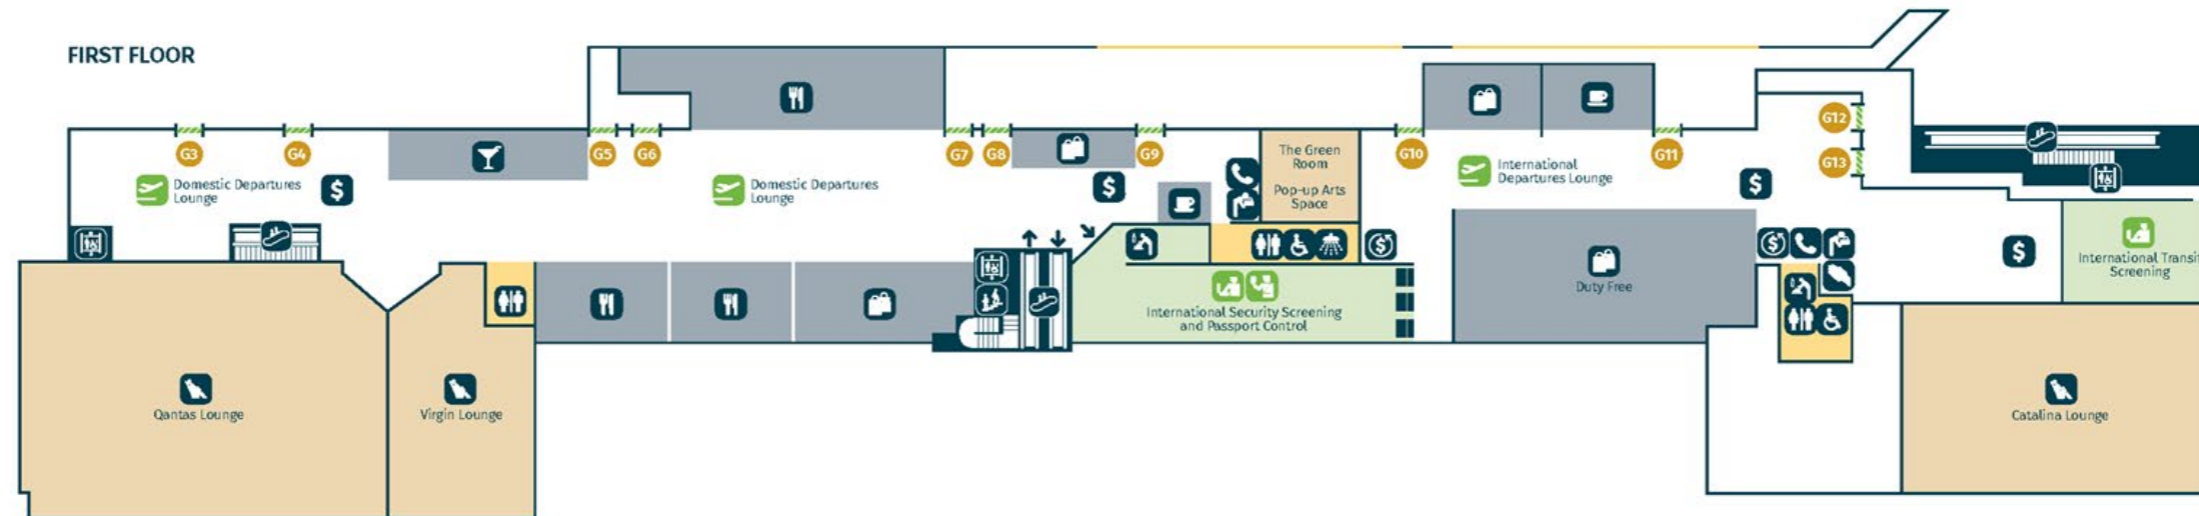 FIRST FLOOR
G3
G4
G5
G6
G7
G8
G9
G10
G11
G12
G13
Domestic Departures
Lounge
$
Domestic Departures
Lounge
$
The Green
Room
Pop-up Arts
Space
International
Departures Lounge
$
$
$
$
International Security Screening
and Passport Control
Duty Free
International Transi
Screening
Qantas Lounge
Virgin Lounge
Catalina Lounge